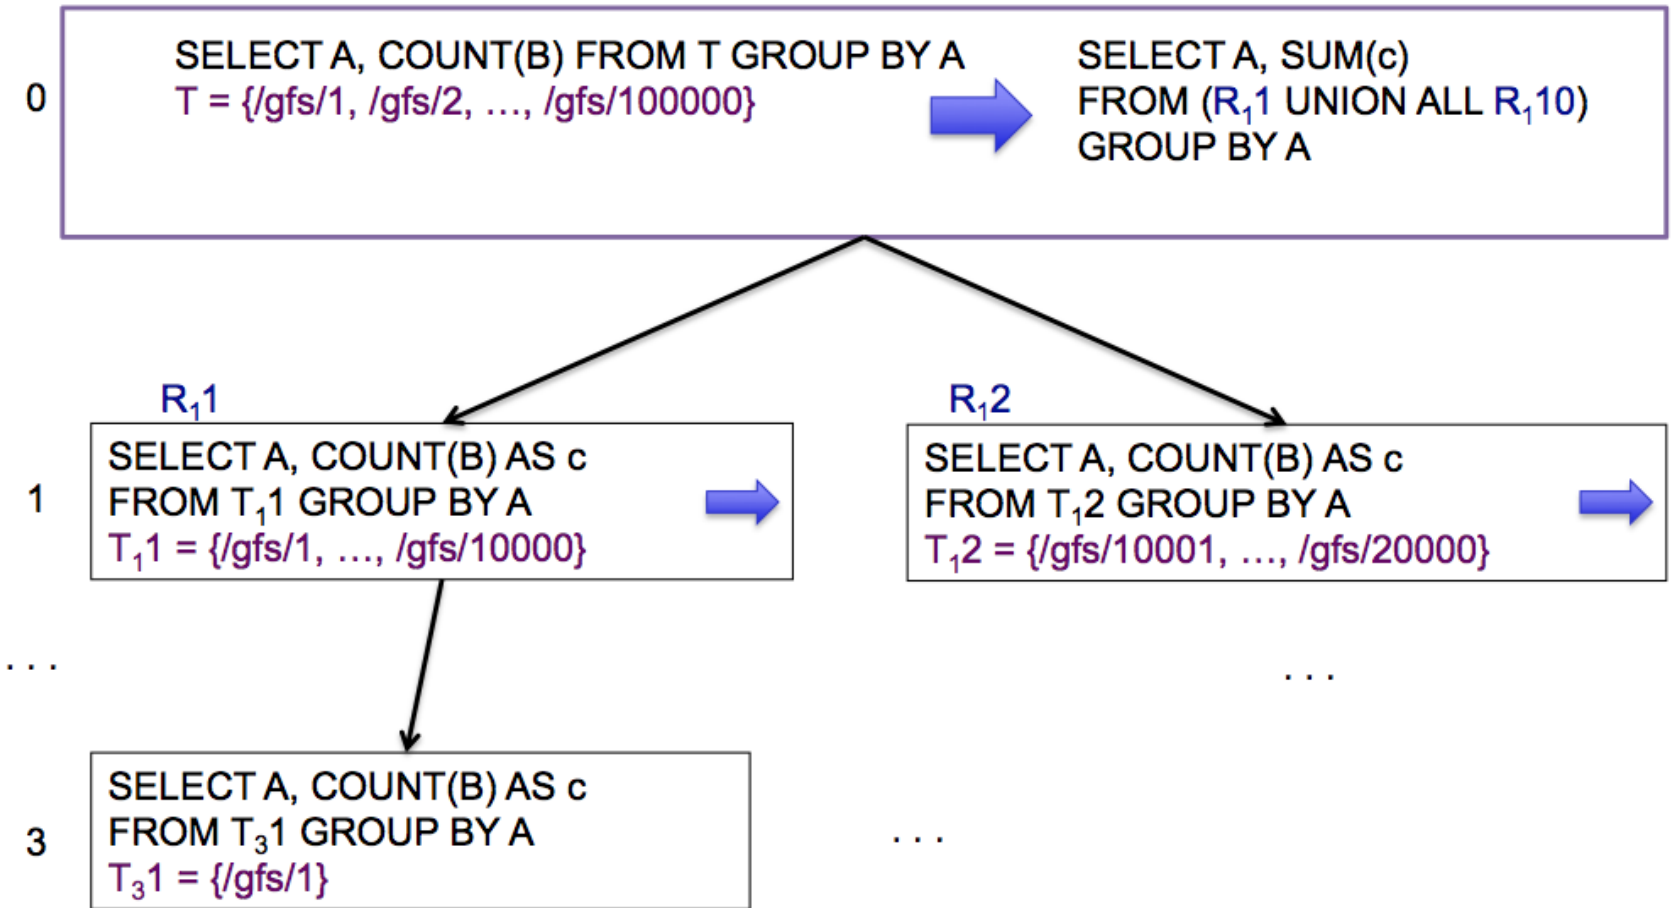 0
SELECT A, COUNT(B) FROM T GROUP BY A
T = {/gfs/1, /gfs/2, …, /gfs/100000}
SELECT A, SUM(c)
FROM (R₁1 UNION ALL R₁10)
GROUP BY A
1
R₁1
SELECT A, COUNT(B) AS c
FROM T₁1 GROUP BY A
T₁1 = {/gfs/1, …, /gfs/10000}
R₁2
SELECT A, COUNT(B) AS c
FROM T₁2 GROUP BY A
T₁2 = {/gfs/10001, …, /gfs/20000}
. . .
. . .
3
SELECT A, COUNT(B) AS c
FROM T₃1 GROUP BY A
T₃1 = {/gfs/1}
. . .